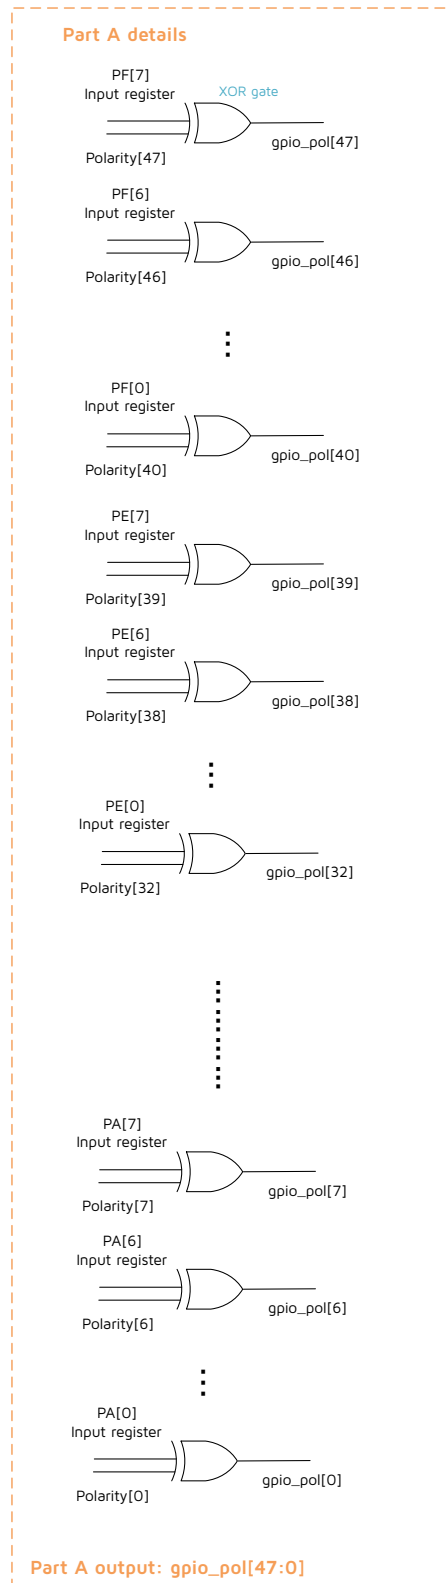 Part A details
PF[7]
Input register
XOR gate
gpio_pol[47]
Polarity[47]
PF[6]
Input register
gpio_pol[46]
Polarity[46]
PF[0]
Input register
gpio_pol[40]
Polarity[40]
PE[7]
Input register
gpio_pol[39]
Polarity[39]
PE[6]
Input register
gpio_pol[38]
Polarity[38]
PE[0]
Input register
gpio_pol[32]
Polarity[32]
PA[7]
Input register
gpio_pol[7]
Polarity[7]
PA[6]
Input register
gpio_pol[6]
Polarity[6]
PA[0]
Input register
gpio_pol[0]
Polarity[0]
Part A output: gpio_pol[47:0]